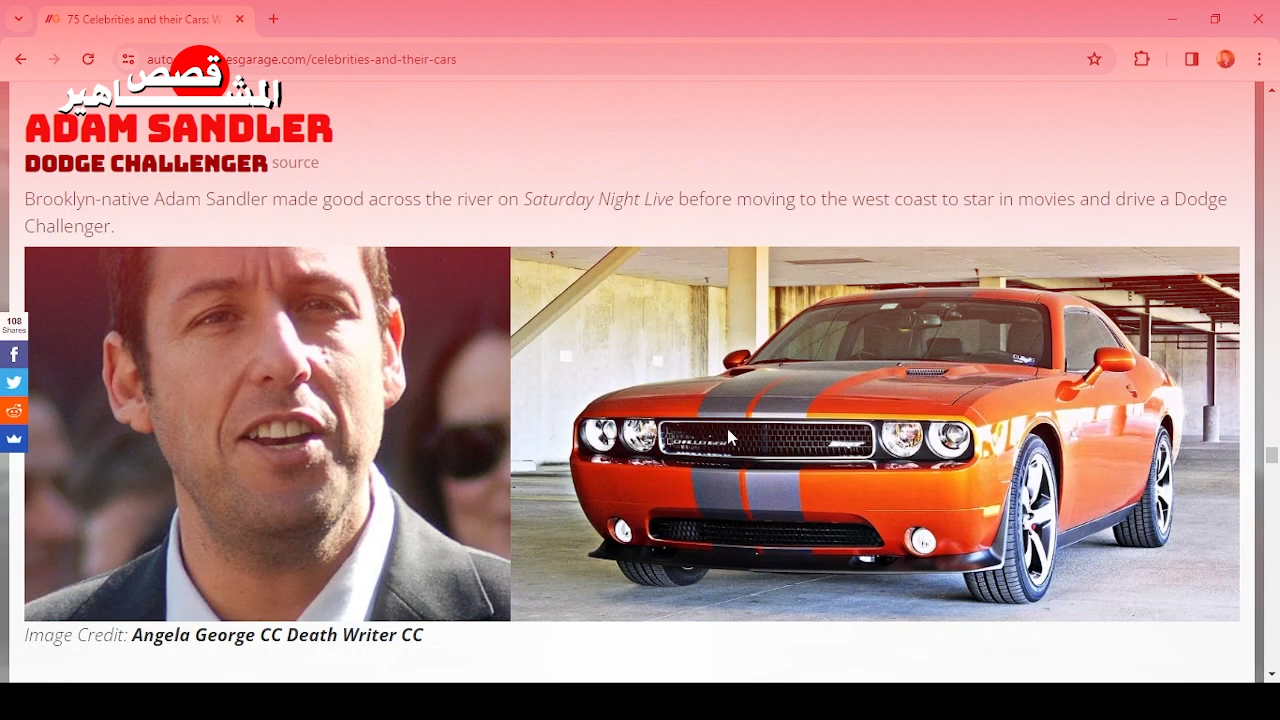 75 Celebrities and their Cars: W
auto
iesgarage.com/celebrities-and-their-cars
قصص
المشاهير
ADAM SANDLER
DODGE CHALLENGER source
Brooklyn-native Adam Sandler made good across the river on Saturday Night Live before moving to the west coast to star in movies and drive a Dodge
Challenger.
108
Shares
CHALLENGER
Image Credit: Angela George CC Death Writer CC